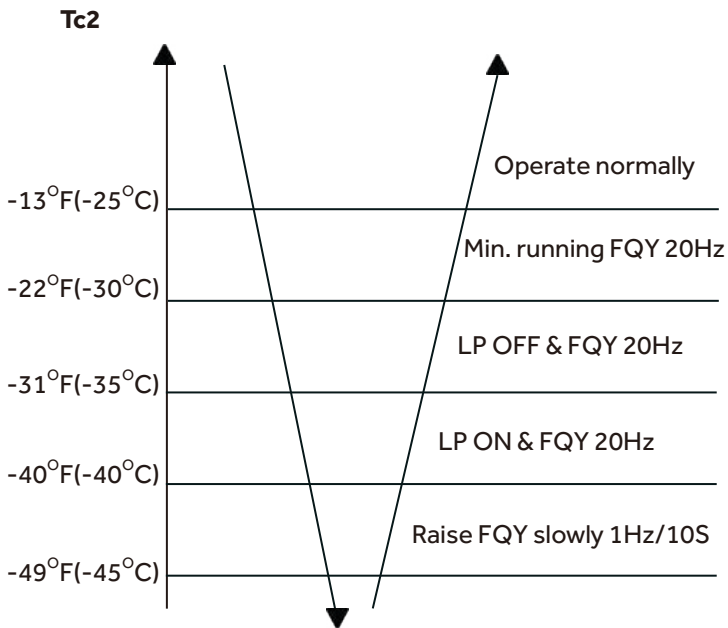 Tc2
Operate normally
-13°F(-25°C)
Min. running FQY 20Hz
-22°F(-30°C)
LP OFF & FQY 20Hz
-31°F(-35°C)
LP ON & FQY 20Hz
-40°F(-40°C)
Raise FQY slowly 1Hz/10S
-49°F(-45°C)